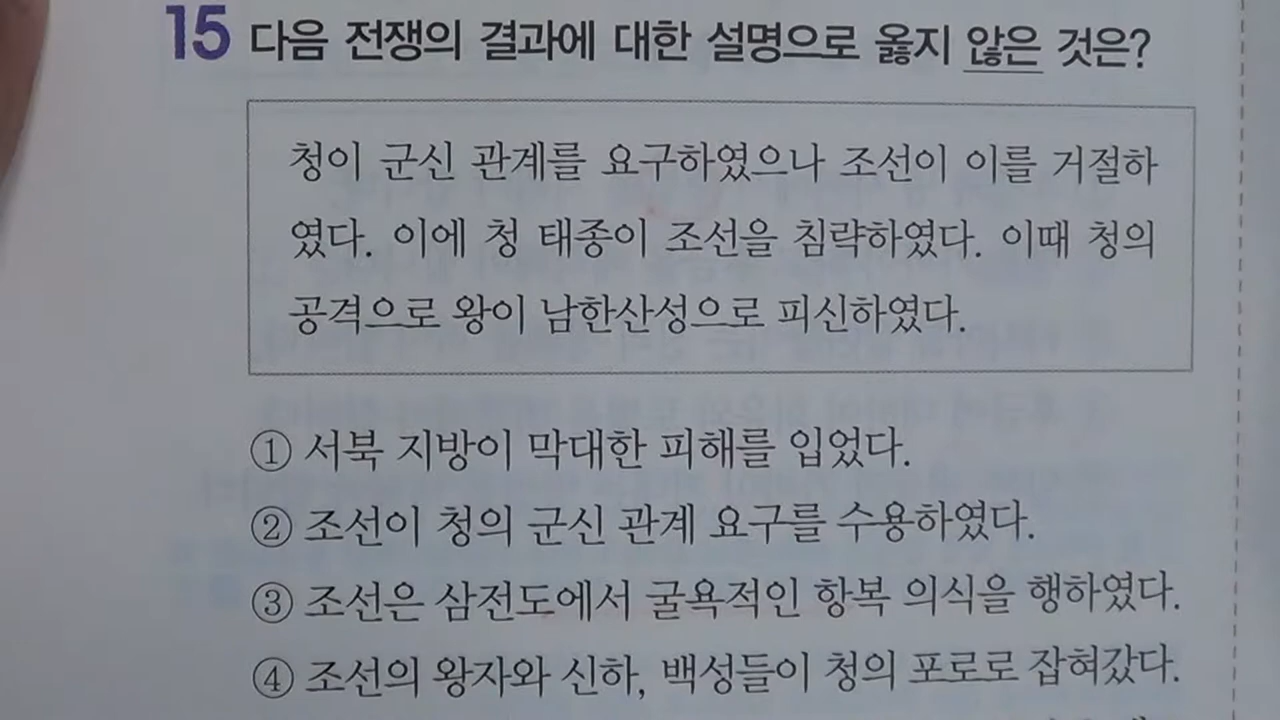 15 다음 전쟁의 결과에 대한 설명으로 옳지 않은 것은?
청이 군신 관계를 요구하였으나 조선이 이를 거절하
였다. 이에 청 태종이 조선을 침략하였다. 이때 청의
공격으로 왕이 남한산성으로 피신하였다.
① 서북 지방이 막대한 피해를 입었다.
② 조선이 청의 군신 관계 요구를 수용하였다.
③ 조선은 삼전도에서 굴욕적인 항복 의식을 행하였다.
④ 조선의 왕자와 신하, 백성들이 청의 포로로 잡혀갔다.